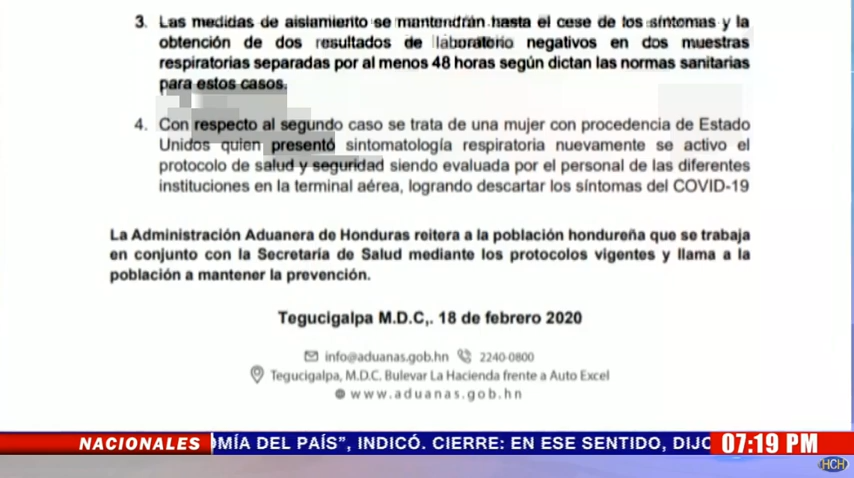 3. Las medidas de aislamiento se mantendrán hasta el cese de los síntomas y la
obtención de dos resultados de laboratorio negativos en dos muestras
respiratorias separadas por al menos 48 horas según dictan las normas sanitarias
para estos casos.
4. Con respecto al segundo caso se trata de una mujer con procedencia de Estado
Unidos quien presentó sintomatología respiratoria nuevamente se activo el
protocolo de salud y seguridad siendo evaluada por el personal de las diferentes
instituciones en la terminal aérea, logrando descartar los síntomas del COVID-19
La Administración Aduanera de Honduras reitera a la población hondureña que se trabaja
en conjunto con la Secretaría de Salud mediante los protocolos vigentes y llama a la
población a mantener la prevención.
Tegucigalpa M.D.C,. 18 de febrero 2020
info@aduanas.gob.hn 2240-0800
Tegucigalpa, M.D.C. Bulevar La Hacienda frente a Auto Excel
www.aduanas.gob.hn
NACIONALES OMÍA DEL PAÍS”, INDICÓ. CIERRE: EN ESE SENTIDO, DIJO 07:19 PM
HCH